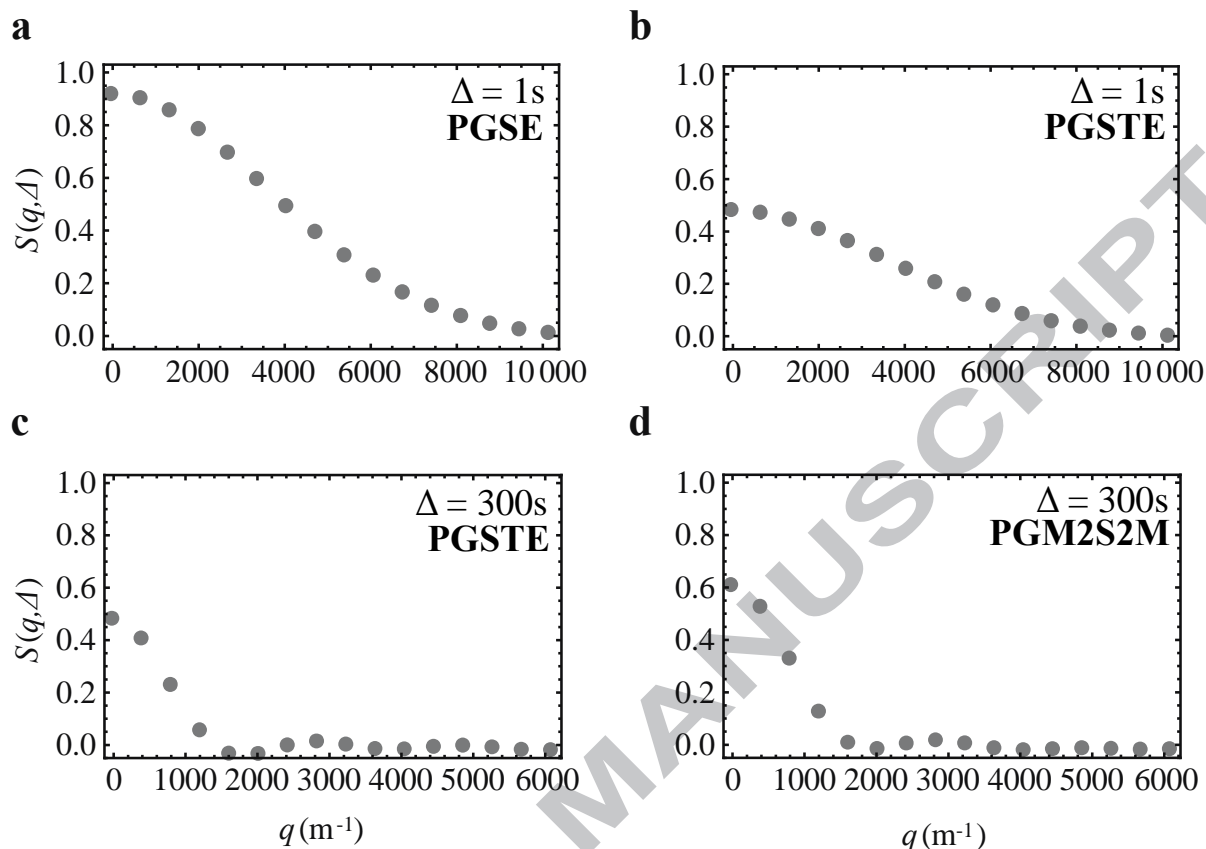 a
Δ = 1s
PGSE
S(q,Δ)
1.0
0.8
0.6
0.4
0.2
0.0
0 2000 4000 6000 8000 10 000
b
Δ = 1s
PGSTE
1.0
0.8
0.6
0.4
0.2
0.0
0 2000 4000 6000 8000 10 000
c
Δ = 300s
PGSTE
S(q,Δ)
1.0
0.8
0.6
0.4
0.2
0.0
0 1000 2000 3000 4000 5000 6000
q (m⁻¹)
d
Δ = 300s
PGM2S2M
1.0
0.8
0.6
0.4
0.2
0.0
0 1000 2000 3000 4000 5000 6000
q (m⁻¹)
MANUSCRIPT